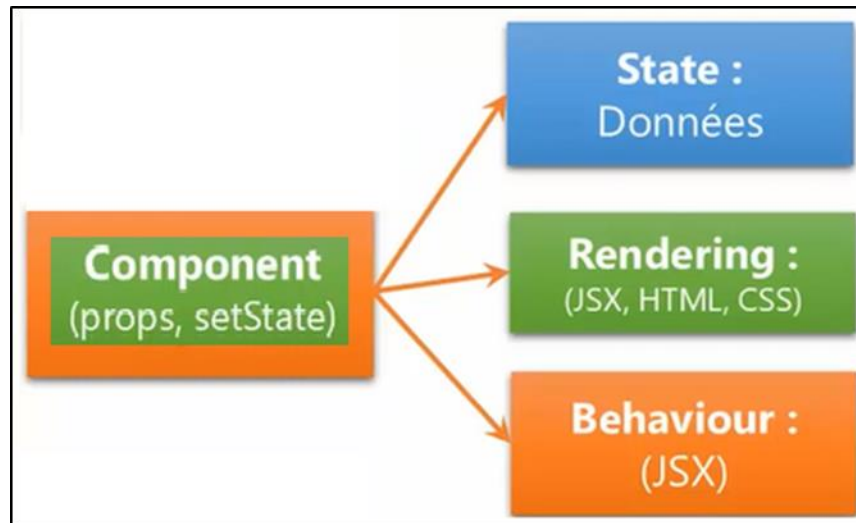 Component
(props, setState)
State :
Données
Rendering :
(JSX, HTML, CSS)
Behaviour :
(JSX)